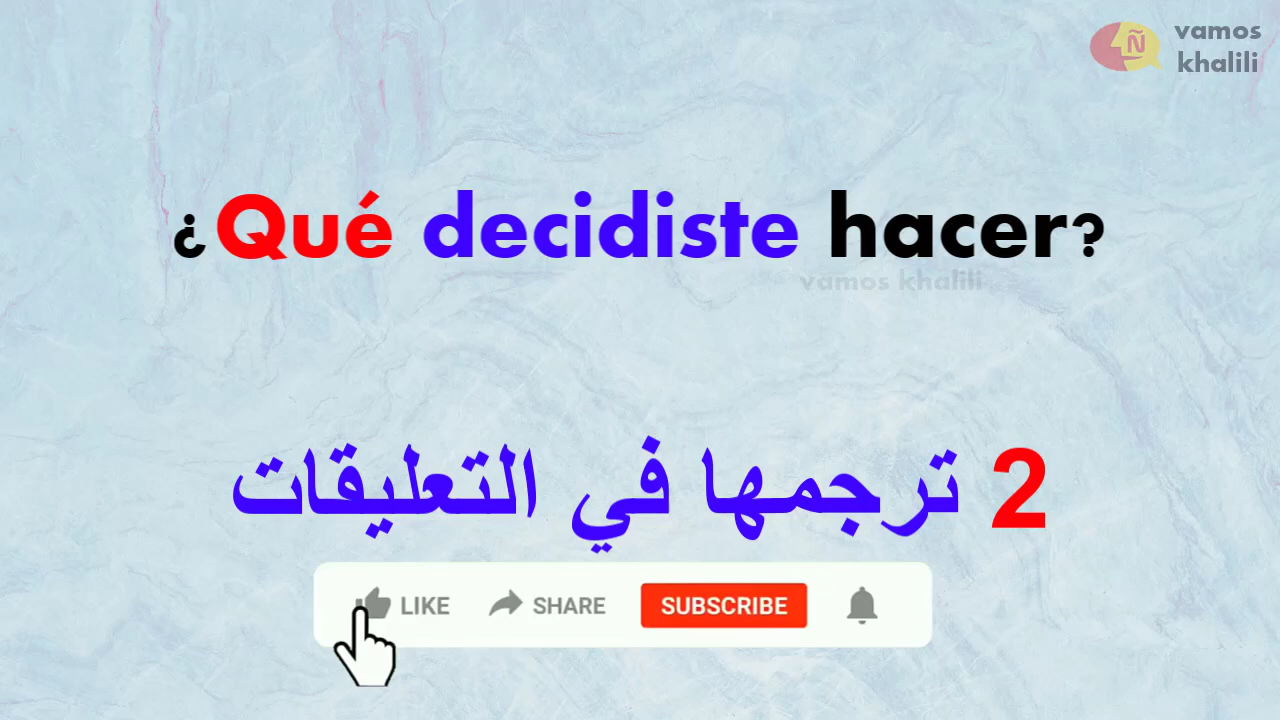 Ñ
vamos
khalili
¿Qué decidiste hacer?
vamos khalili
2 ترجمها في التعليقات
LIKE SHARE SUBSCRIBE